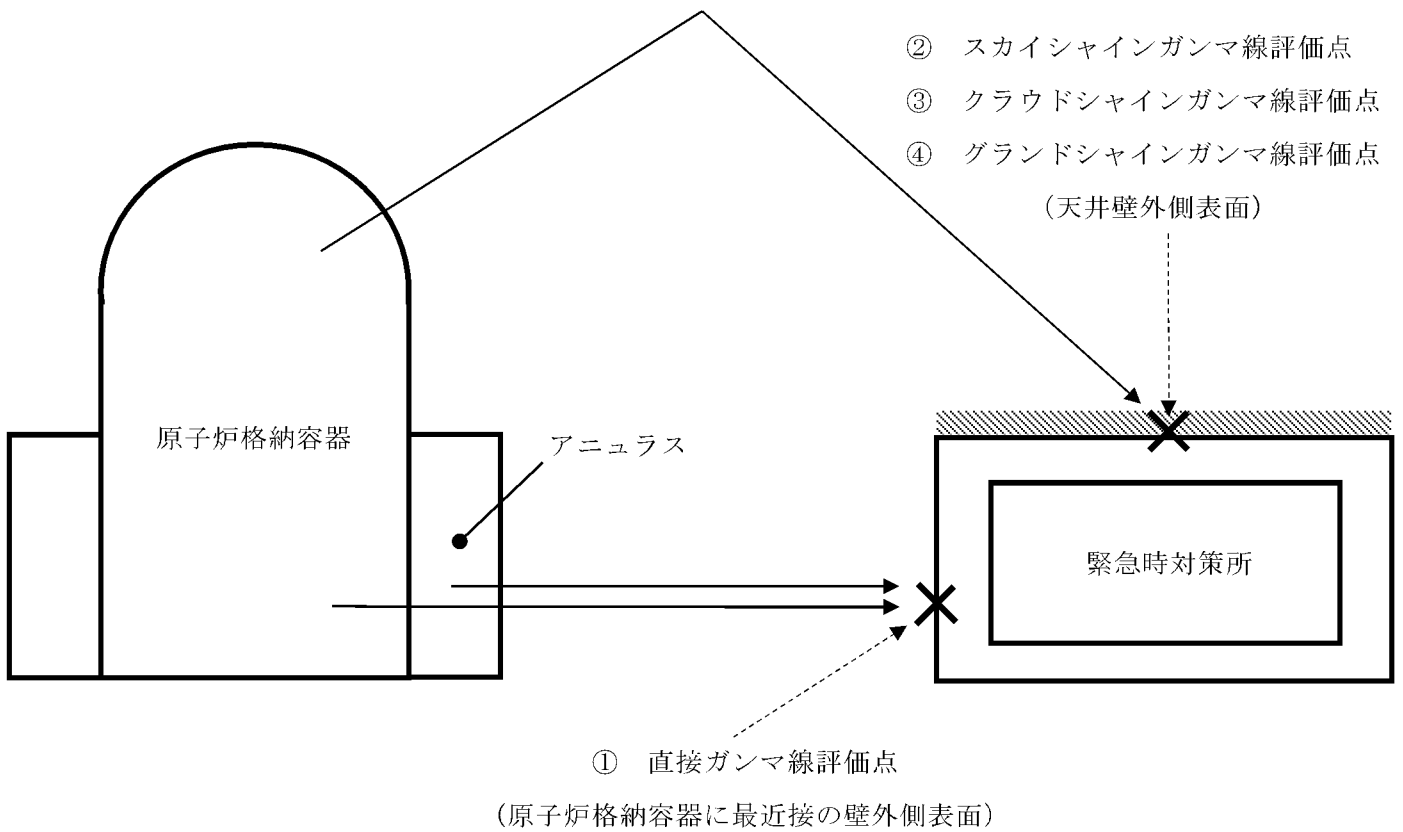 ② スカイシャインガンマ線評価点
③ クラウドシャインガンマ線評価点
④ グランドシャインガンマ線評価点
(天井壁外側表面)
原子炉格納容器
アニュラス
緊急時対策所
① 直接ガンマ線評価点
(原子炉格納容器に最近接の壁外側表面)